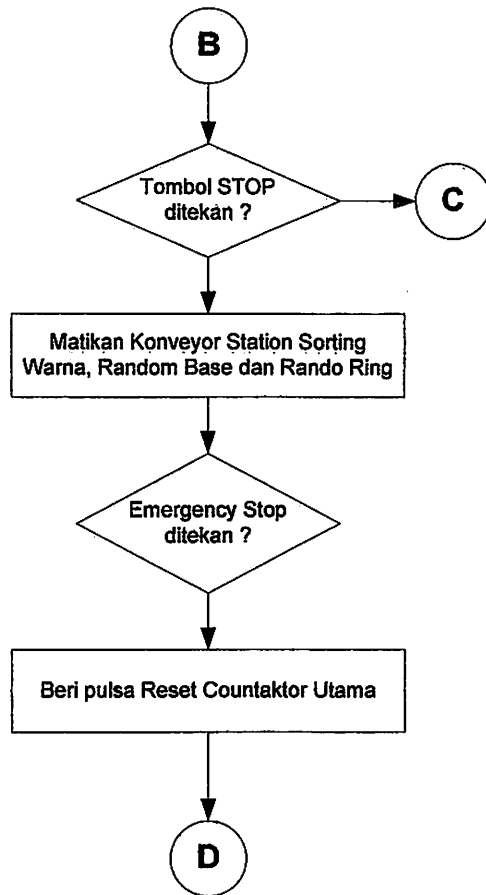 B
Tombol STOP
ditekan ?
C
Matikan Konveyor Station Sorting
Warna, Random Base dan Rando Ring
Emergency Stop
ditekan ?
Beri pulsa Reset Countaktor Utama
D